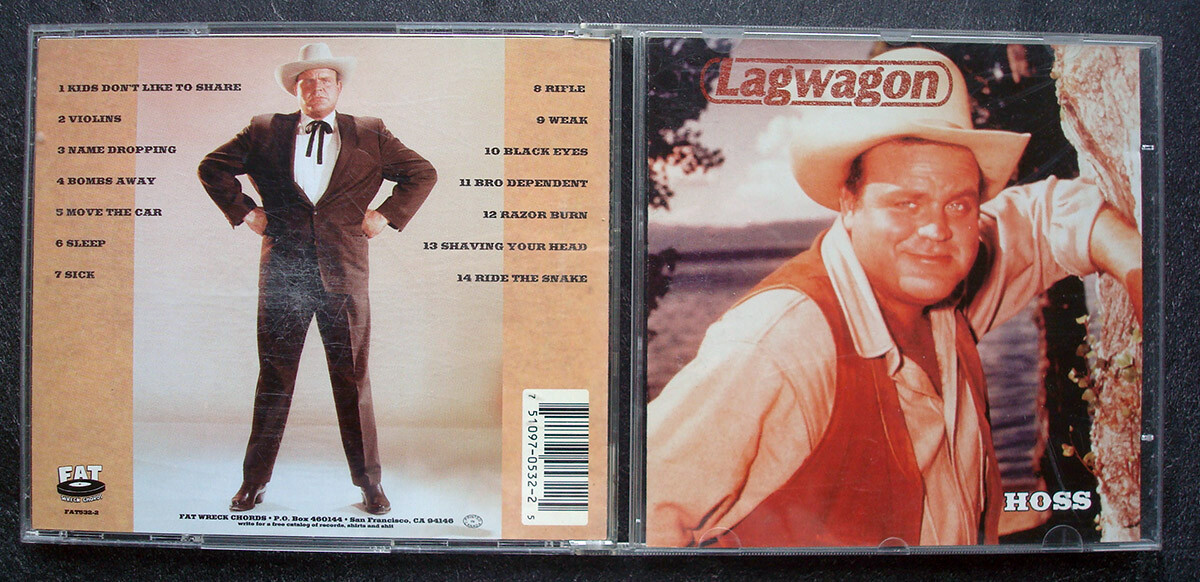 1 KIDS DON'T LIKE TO SHARE
2 VIOLINS
3 NAME DROPPING
4 BOMBS AWAY
5 MOVE THE CAR
6 SLEEP
7 SICK
8 RIFLE
9 WEAK
10 BLACK EYES
11 BRO DEPENDENT
12 RAZOR BURN
13 SHAVING YOUR HEAD
14 RIDE THE SNAKE
7 51097-0532-2 5
FAT
WRECK CHORDS
FAT532-2
FAT WRECK CHORDS • P.O. Box 460144 • San Francisco, CA 94146
write for a free catalog of records, shirts and shit
Lagwagon
HOSS